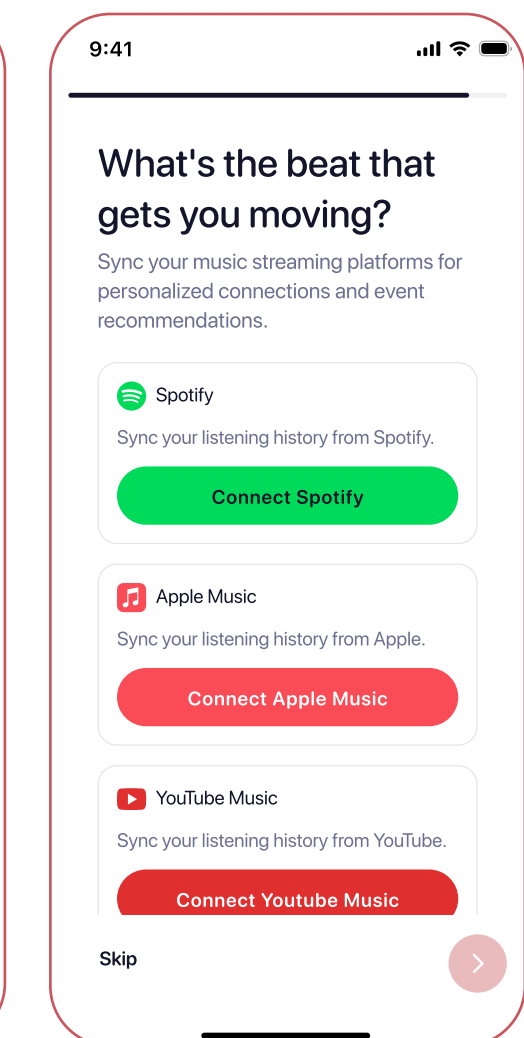 9:41
What's the beat that
gets you moving?
Sync your music streaming platforms for
personalized connections and event
recommendations.
Spotify
Sync your listening history from Spotify.
Connect Spotify
Apple Music
Sync your listening history from Apple.
Connect Apple Music
YouTube Music
Sync your listening history from YouTube.
Connect Youtube Music
Skip